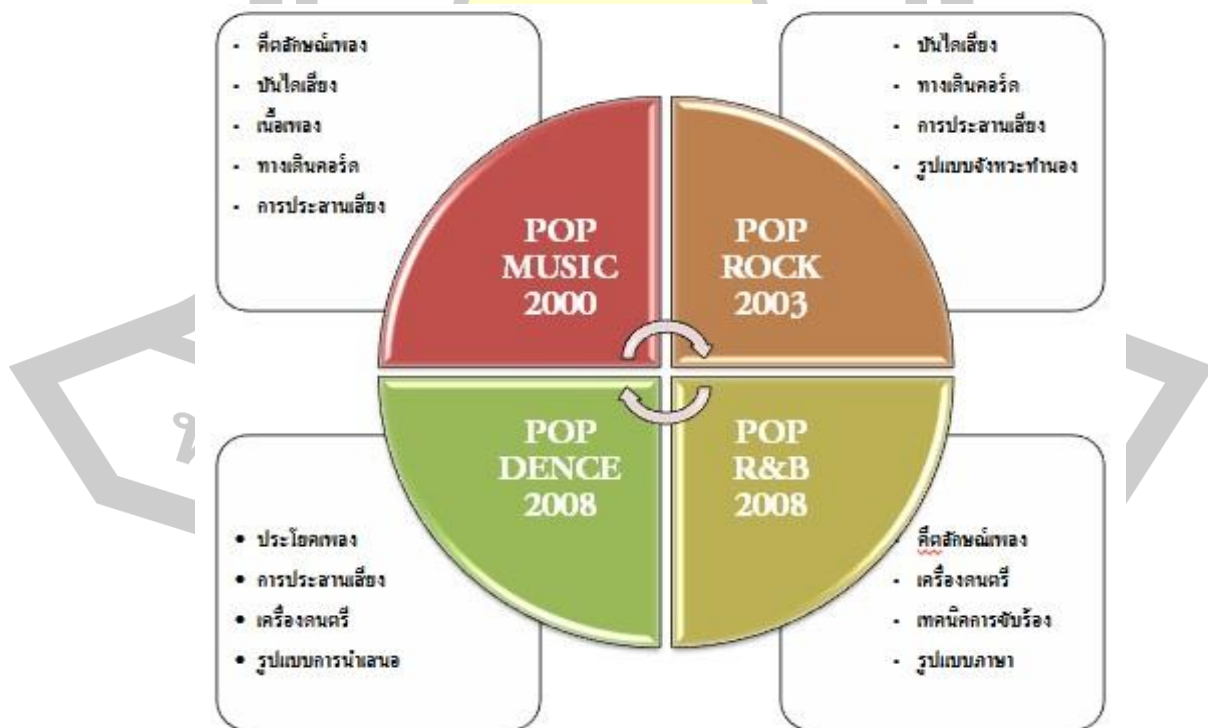 - คีตลักษณ์เพลง
- บันไดเสียง
- เนื้อเพลง
- ทางเดินคอร์ด
- การประสานเสียง
- บันไดเสียง
- ทางเดินคอร์ด
- การประสานเสียง
- รูปแบบจังหวะทำนอง
POP
MUSIC
2000
POP
ROCK
2003
POP
DENCE
2008
POP
R&B
2008
• ประโยคเพลง
• การประสานเสียง
• เครื่องดนตรี
• รูปแบบการนำเสนอ
- คีตลักษณ์เพลง
- เครื่องดนตรี
- เทคนิคการขับร้อง
- รูปแบบภาษา